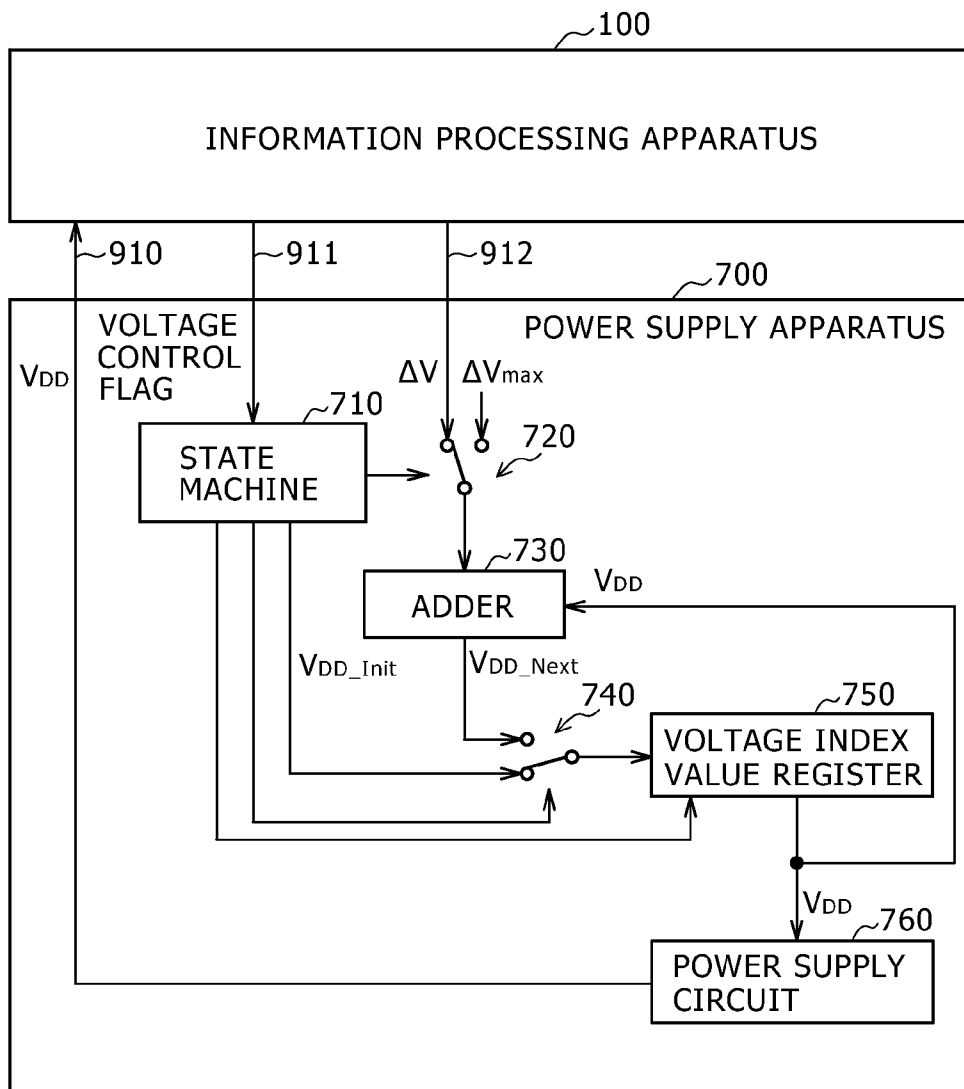 100
INFORMATION PROCESSING APPARATUS
910
911
912
700
VOLTAGE
CONTROL
FLAG
POWER SUPPLY APPARATUS
VDD
ΔV
ΔVmax
710
720
STATE
MACHINE
730
ADDER
VDD
VDD_Init
VDD_Next
740
750
VOLTAGE INDEX
VALUE REGISTER
VDD
760
POWER SUPPLY
CIRCUIT